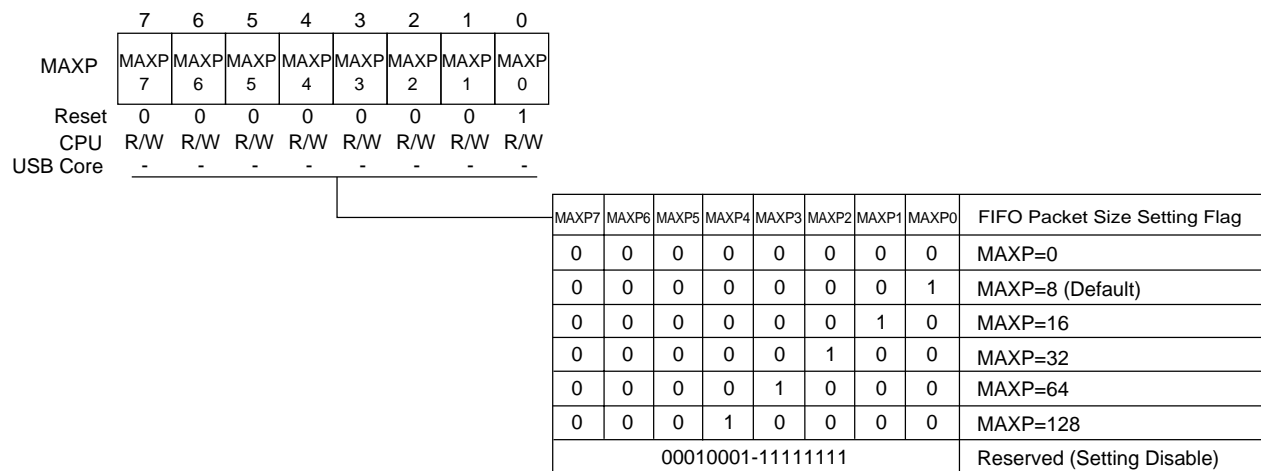 7 6 5 4 3 2 1 0
MAXP MAXP MAXP MAXP MAXP MAXP MAXP MAXP MAXP
7 6 5 4 3 2 1 0
Reset 0 0 0 0 0 0 0 1
CPU R/W R/W R/W R/W R/W R/W R/W R/W
USB Core - - - - - - - -
MAXP7 MAXP6 MAXP5 MAXP4 MAXP3 MAXP2 MAXP1 MAXP0 FIFO Packet Size Setting Flag
0 0 0 0 0 0 0 0 MAXP=0
0 0 0 0 0 0 0 1 MAXP=8 (Default)
0 0 0 0 0 0 1 0 MAXP=16
0 0 0 0 0 1 0 0 MAXP=32
0 0 0 0 1 0 0 0 MAXP=64
0 0 0 1 0 0 0 0 MAXP=128
00010001-11111111 Reserved (Setting Disable)